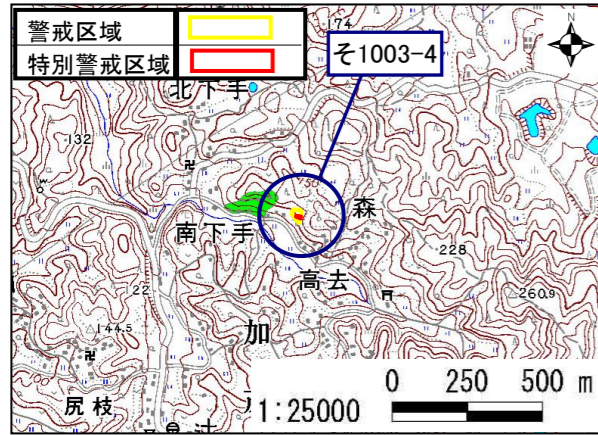 警戒区域
特別警戒区域
174
N
そ1003-4
北下手
132
森
南下手
228
高去
22
260.9
144.5
加
尻枝
辻
0 250 500 m
1:25000